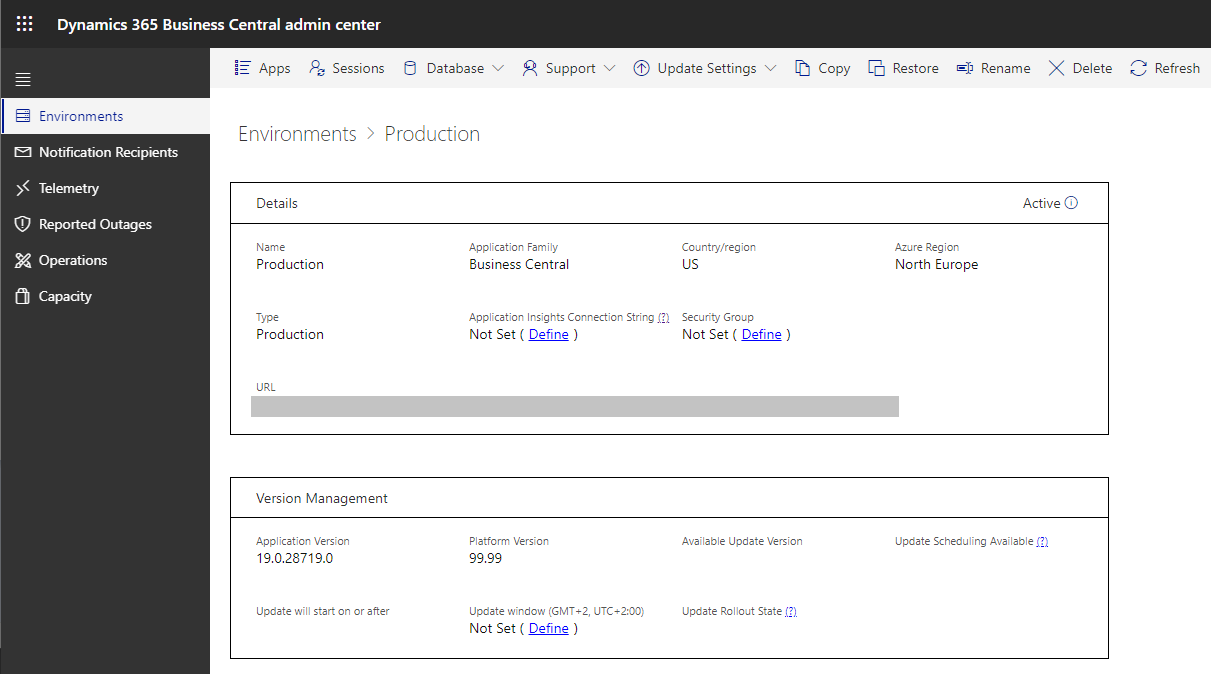 Dynamics 365 Business Central admin center
Apps Sessions Database Support Update Settings Copy Restore Rename Delete Refresh
Environments
Notification Recipients
Telemetry
Reported Outages
Operations
Capacity
Environments > Production
Details Active
Name Application Family Country/region Azure Region
Production Business Central US North Europe
Type Application Insights Connection String (?) Security Group
Production Not Set ( Define ) Not Set ( Define )
URL
Version Management
Application Version Platform Version Available Update Version Update Scheduling Available (?)
19.0.28719.0 99.99
Update will start on or after Update window (GMT+2, UTC+2:00) Update Rollout State (?)
Not Set ( Define )